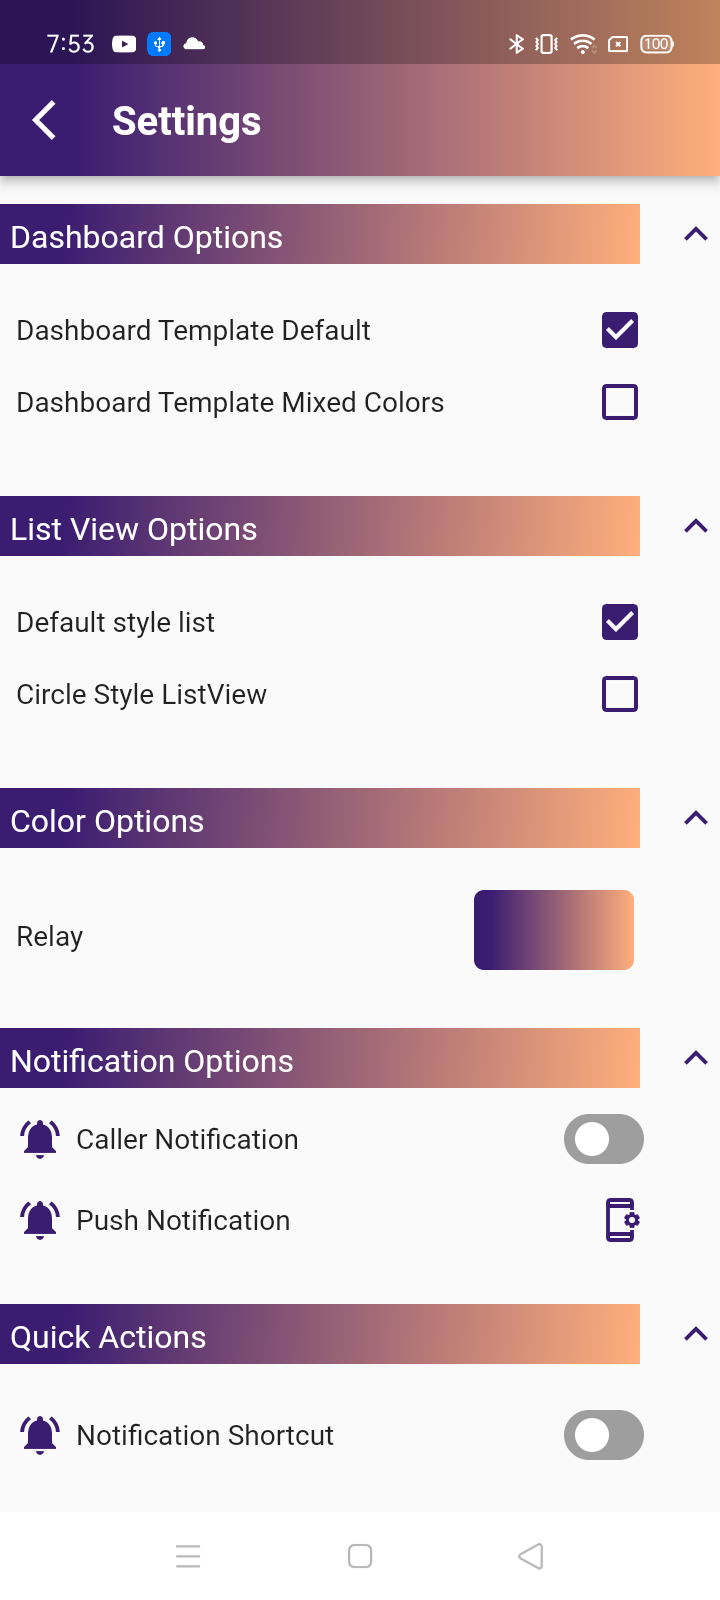 7:53
100
Settings
Dashboard Options
Dashboard Template Default
Dashboard Template Mixed Colors
List View Options
Default style list
Circle Style ListView
Color Options
Relay
Notification Options
Caller Notification
Push Notification
Quick Actions
Notification Shortcut